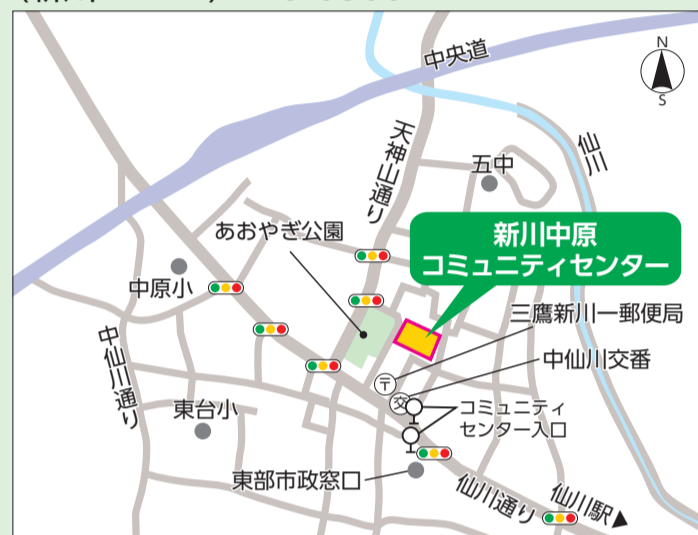 中央道
N
S
仙川
天神山通り
五中
あおやぎ公園
新川中原
コミュニティセンター
中原小
三鷹新川一郵便局
中仙川通り
中仙川交番
〒
交
コミュニティ
センター入口
東台小
東部市政窓口
仙川通り
仙川駅▶